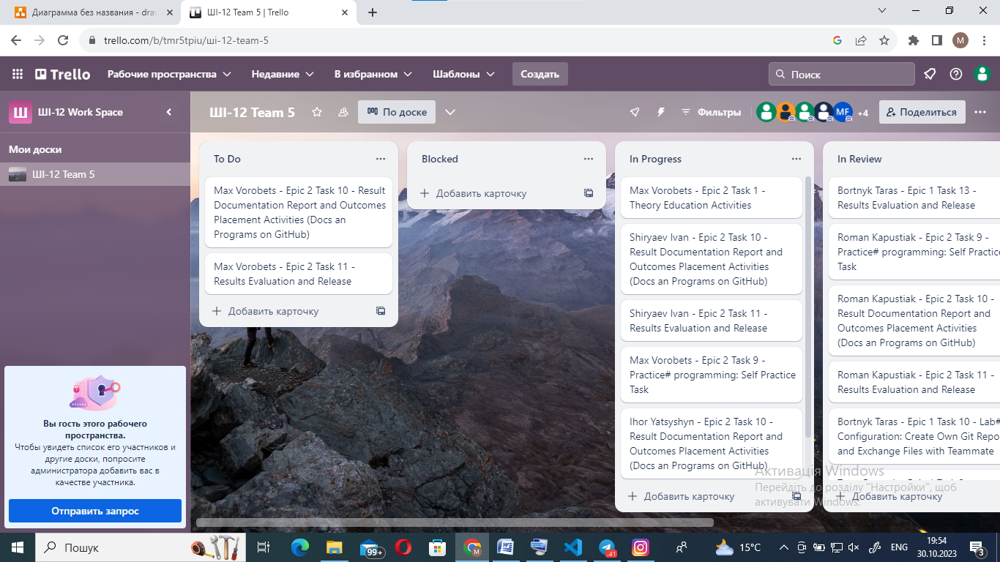 Диаграмма без названия - draw
ШІ-12 Team 5 | Trello
trello.com/b/tmr5tpiu/ші-12-team-5
M
Trello
Рабочие пространства
Недавние
В избранном
Шаблоны
Создать
Поиск
Ш
ШІ-12 Work Space
ШІ-12 Team 5
По доске
Фильтры
MF
+4
Поделиться
Мои доски
ШІ-12 Team 5
Вы гость этого рабочего
пространства.
Чтобы увидеть список его участников и
другие доски, попросите
администратора добавить вас в
качестве участника.
Отправить запрос
To Do
Max Vorobets - Epic 2 Task 10 - Result
Documentation Report and Outcomes
Placement Activities (Docs an
Programs on GitHub)
Max Vorobets - Epic 2 Task 11 -
Results Evaluation and Release
Добавить карточку
Blocked
Добавить карточку
In Progress
Max Vorobets - Epic 2 Task 1 -
Theory Education Activities
Shiryaev Ivan - Epic 2 Task 10 -
Result Documentation Report and
Outcomes Placement Activities
(Docs an Programs on GitHub)
Shiryaev Ivan - Epic 2 Task 11 -
Results Evaluation and Release
Max Vorobets - Epic 2 Task 9 -
Practice# programming: Self Practice
Task
Ihor Yatsyshyn - Epic 2 Task 10 -
Result Documentation Report and
Outcomes Placement Activities
(Docs an Programs on GitHub)
Добавить карточку
In Review
Bortnyk Taras - Epic 1 Task 13 -
Results Evaluation and Release
Roman Kapustiak - Epic 2 Task 9 -
Practice# programming: Self Practice
Task
Roman Kapustiak - Epic 2 Task 10 -
Result Documentation Report and
Outcomes Placement Activities
(Docs an Programs on GitHub)
Roman Kapustiak - Epic 2 Task 11 -
Results Evaluation and Release
Bortnyk Taras - Epic 1 Task 10 - Lab#
Configuration: Create Own Git Repo
and Exchange Files with Teammate
Добавить карточку
Активація Windows
Перейдіть до розділу "Настройки", щоб
активувати Windows.
Пошук
99+
M
41
15°C
ENG
19:54
30.10.2023
3